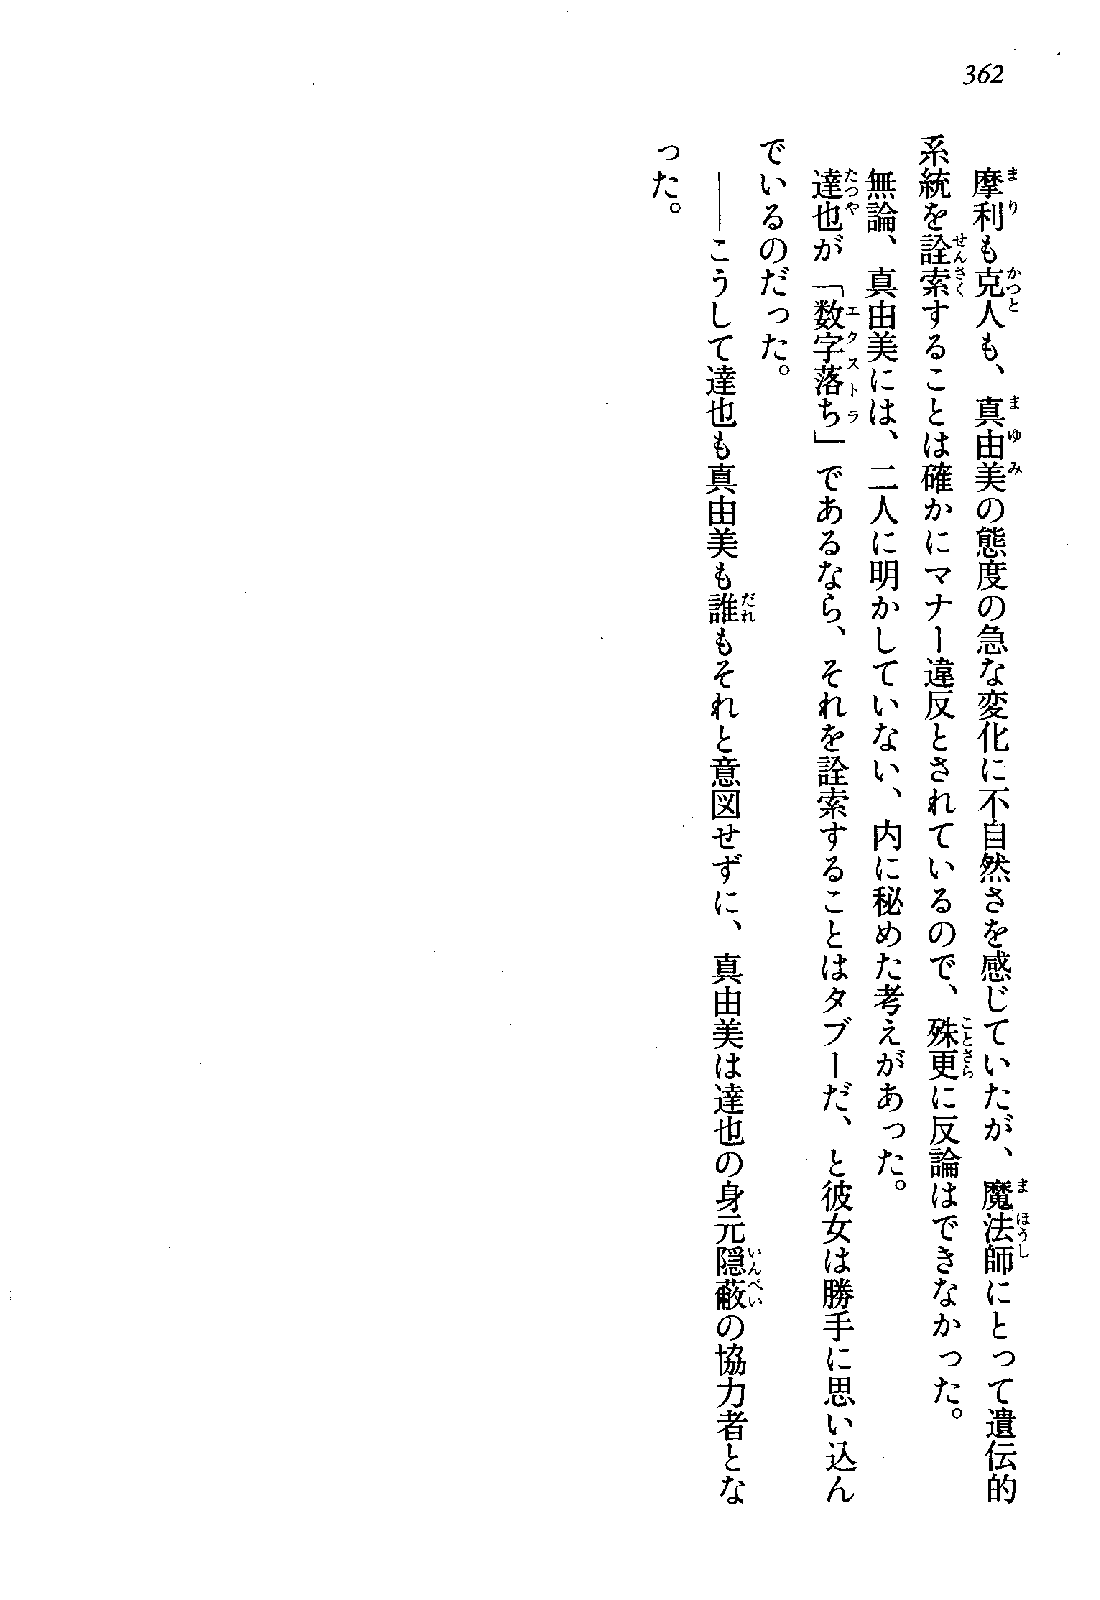 362
摩利も克人も、真由美の態度の急な変化に不自然さを感じていたが、魔法師にとって遺伝的
系統を詮索することは確かにマナー違反とされているので、殊更に反論はできなかった。
無論、真由美には、二人に明かしていない、内に秘めた考えがあった。
達也が「数字落ち」であるなら、それを詮索することはタブーだ、と彼女は勝手に思い込ん
でいるのだった。
――こうして達也も真由美も誰もそれと意図せずに、真由美は達也の身元隠蔽の協力者とな
った。